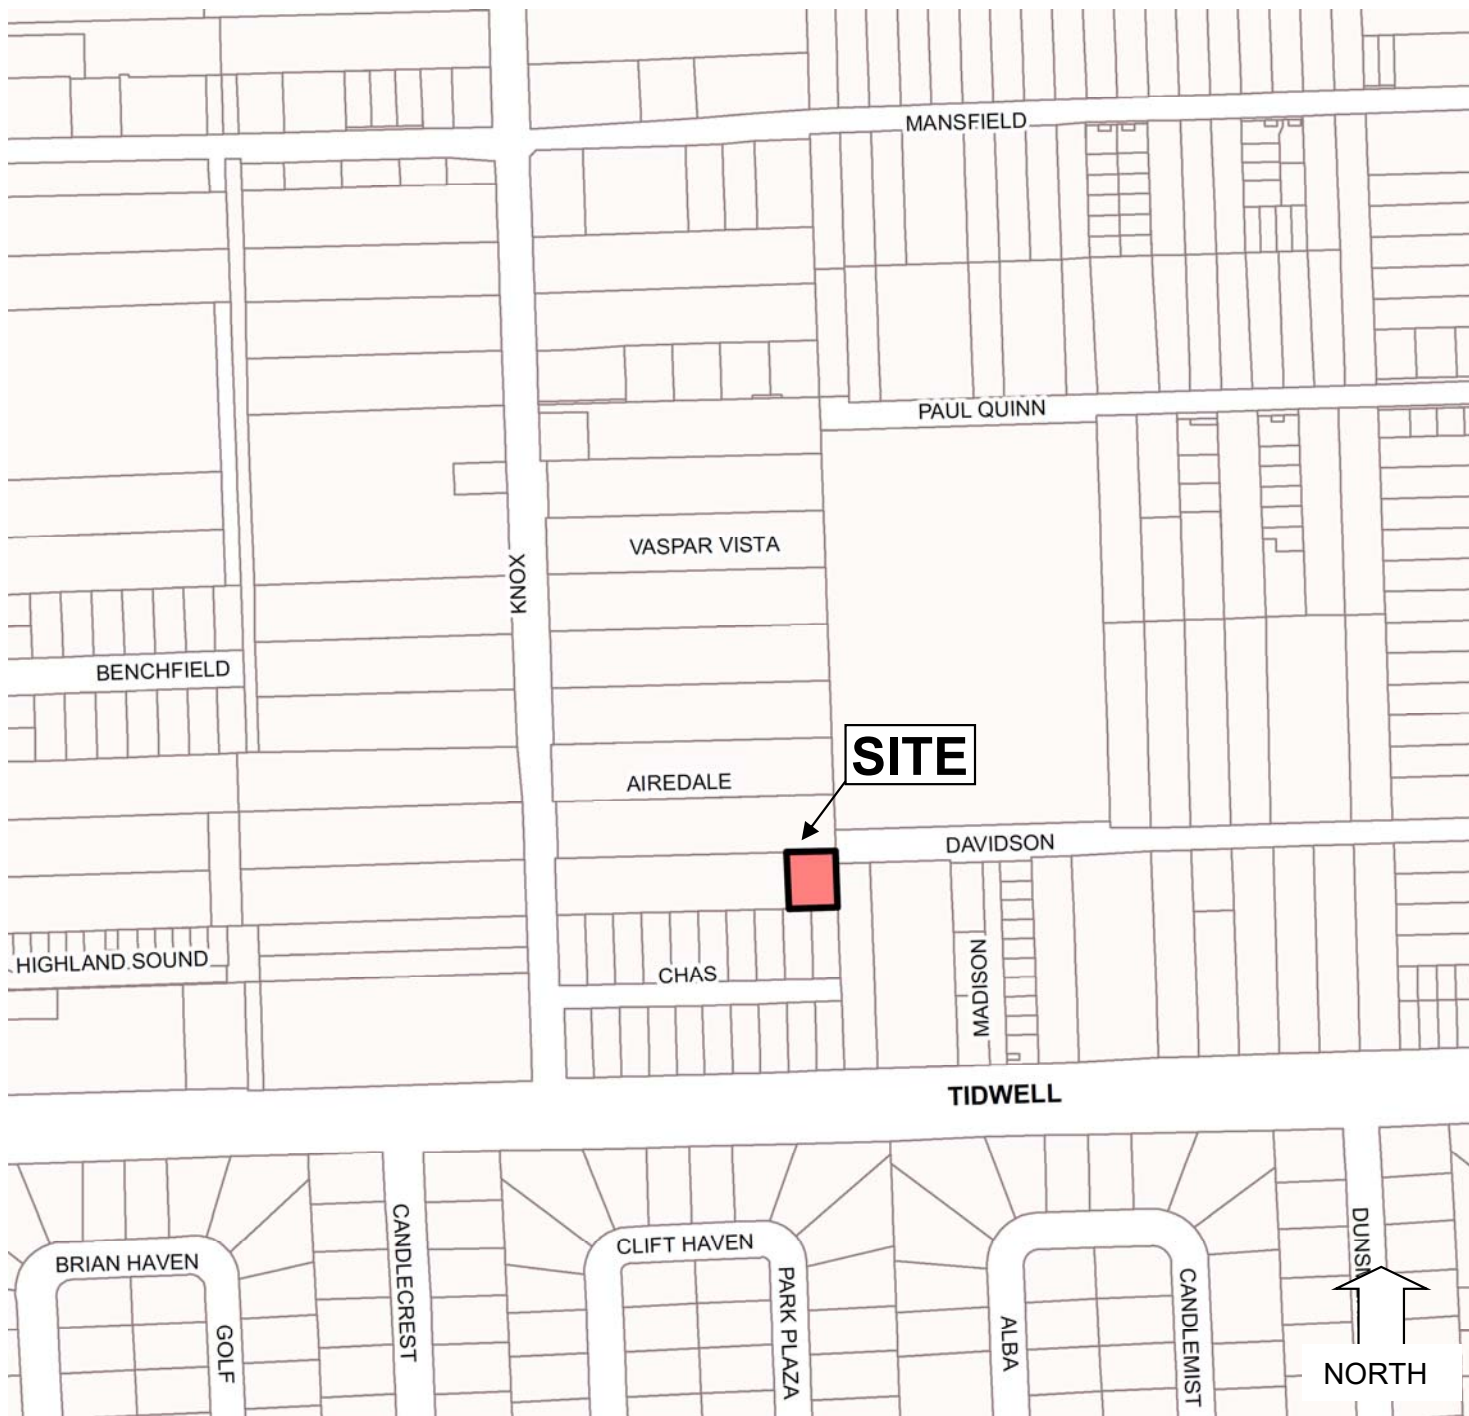 MANSFIELD
PAUL QUINN
VASPAR VISTA
KNOX
BENCHFIELD
SITE
AIREDALE
DAVIDSON
HIGHLAND SOUND
CHAS
MADISON
TIDWELL
CANDLECREST
DUNS
BRIAN HAVEN
CLIFT HAVEN
GOLF
PARK PLAZA
ALBA
CANDLEMIST
NORTH